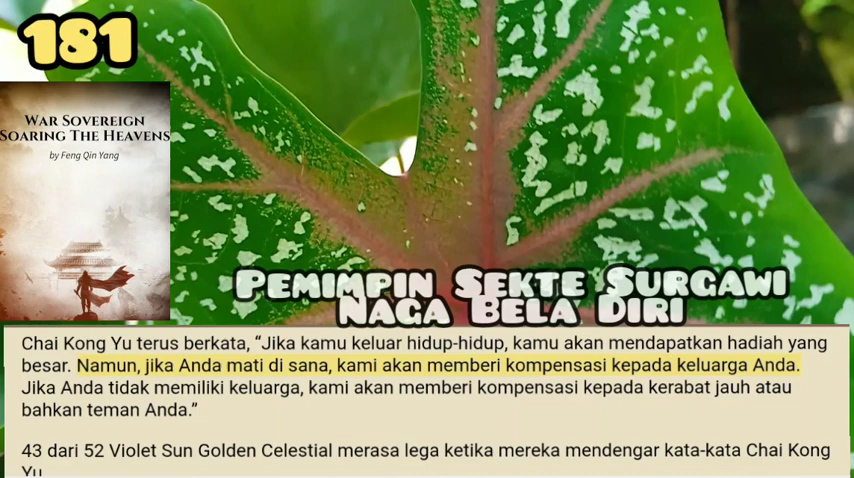 181
WAR SOVEREIGN
SOARING THE HEAVENS
by Feng Qin Yang
PEMIMPIN SEKTE SURGAWI
NAGA BELA DIRI
Chai Kong Yu terus berkata, “Jika kamu keluar hidup-hidup, kamu akan mendapatkan hadiah yang
besar. Namun, jika Anda mati di sana, kami akan memberi kompensasi kepada keluarga Anda.
Jika Anda tidak memiliki keluarga, kami akan memberi kompensasi kepada kerabat jauh atau
bahkan teman Anda.”
43 dari 52 Violet Sun Golden Celestial merasa lega ketika mereka mendengar kata-kata Chai Kong
Yu